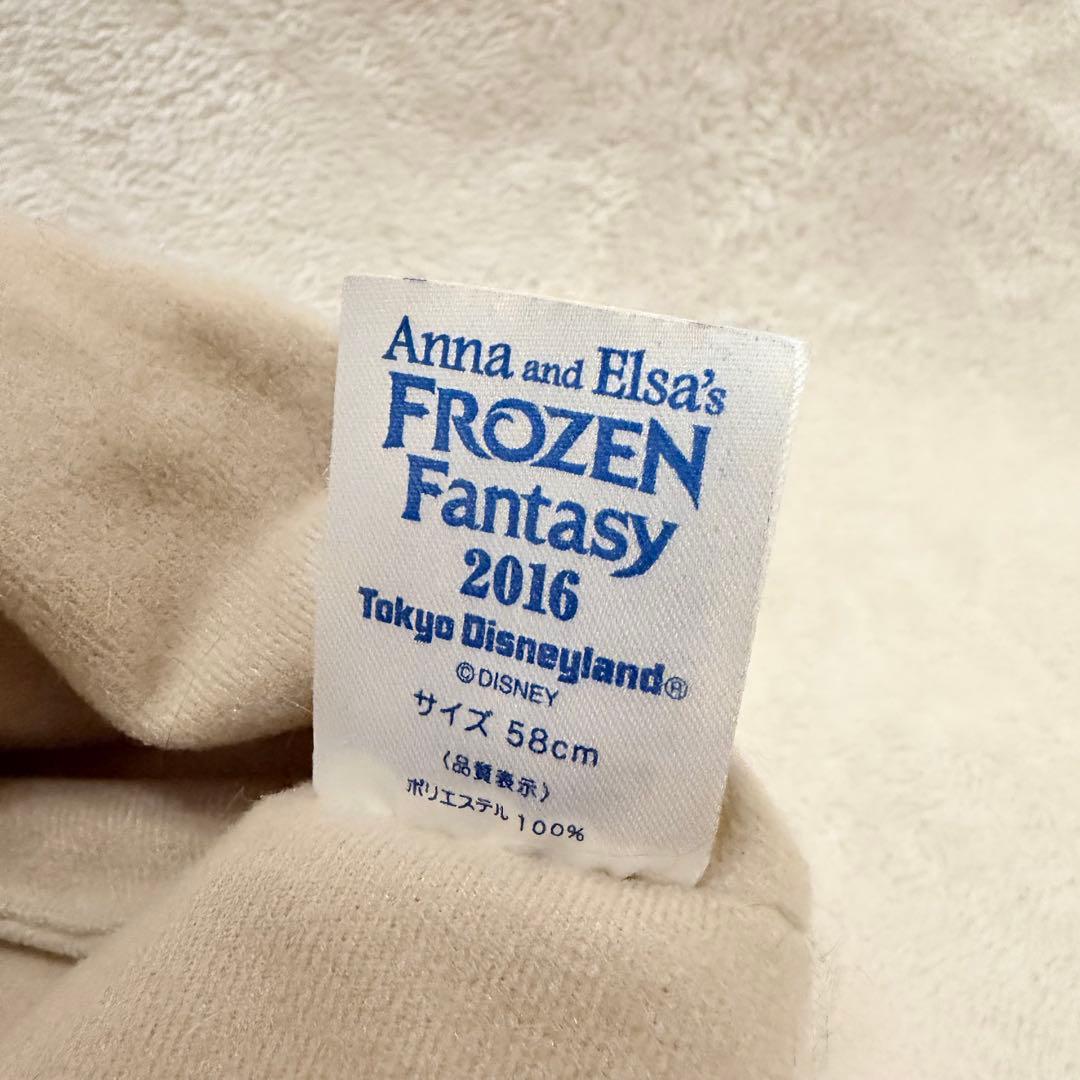 Anna and Elsa's
FROZEN
Fantasy
2016
Tokyo Disneyland®
©DISNEY
サイズ 58cm
〈品質表示〉
ポリエステル 100%